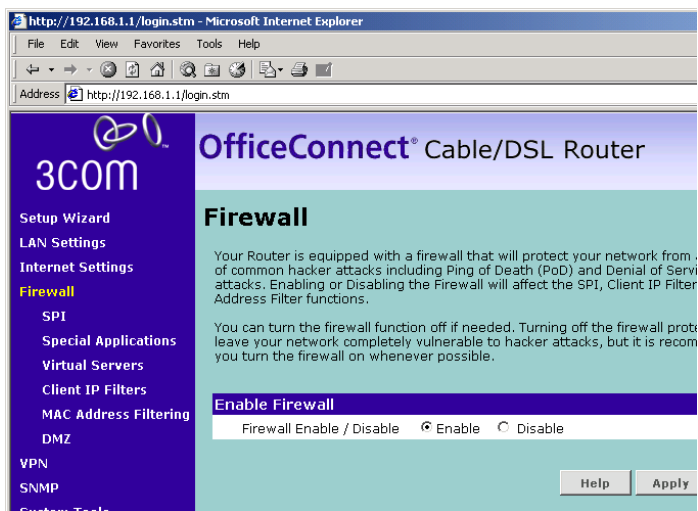 http://192.168.1.1/login.stm - Microsoft Internet Explorer
File Edit View Favorites Tools Help
Address http://192.168.1.1/login.stm
3COM
OfficeConnect® Cable/DSL Router
Setup Wizard
LAN Settings
Internet Settings
Firewall
SPI
Special Applications
Virtual Servers
Client IP Filters
MAC Address Filtering
DMZ
VPN
SNMP
System Tools
Firewall
Your Router is equipped with a firewall that will protect your network from
of common hacker attacks including Ping of Death (PoD) and Denial of Servi
attacks. Enabling or Disabling the Firewall will affect the SPI, Client IP Filter
Address Filter functions.
You can turn the firewall function off if needed. Turning off the firewall prote
leave your network completely vulnerable to hacker attacks, but it is recom
you turn the firewall on whenever possible.
Enable Firewall
Firewall Enable / Disable Enable Disable
Help Apply